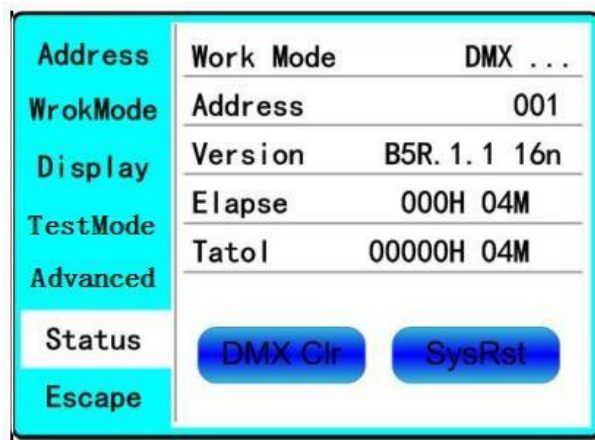 Address
WrokMode
Display
TestMode
Advanced
Status
Escape
Work Mode DMX ...
Address 001
Version B5R.1.1 16n
Elapse 000H 04M
Tatol 00000H 04M
DMX Clr SysRst